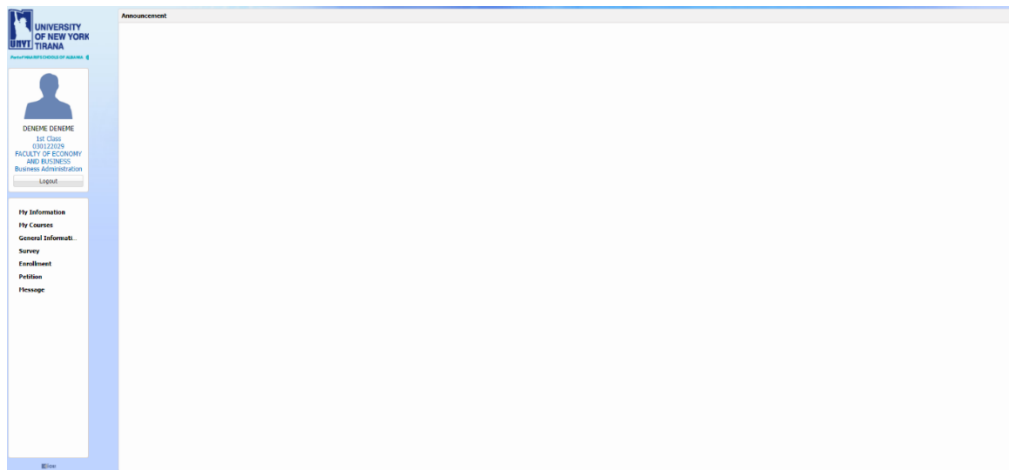 UNIVERSITY
OF NEW YORK
UNYT TIRANA
Announcement
DENEME DENEME
1st Class
030122029
FACULTY OF ECONOMY
AND BUSINESS
Business Administration
Logout
My Information
My Courses
General Informati..
Survey
Enrollment
Petition
Message